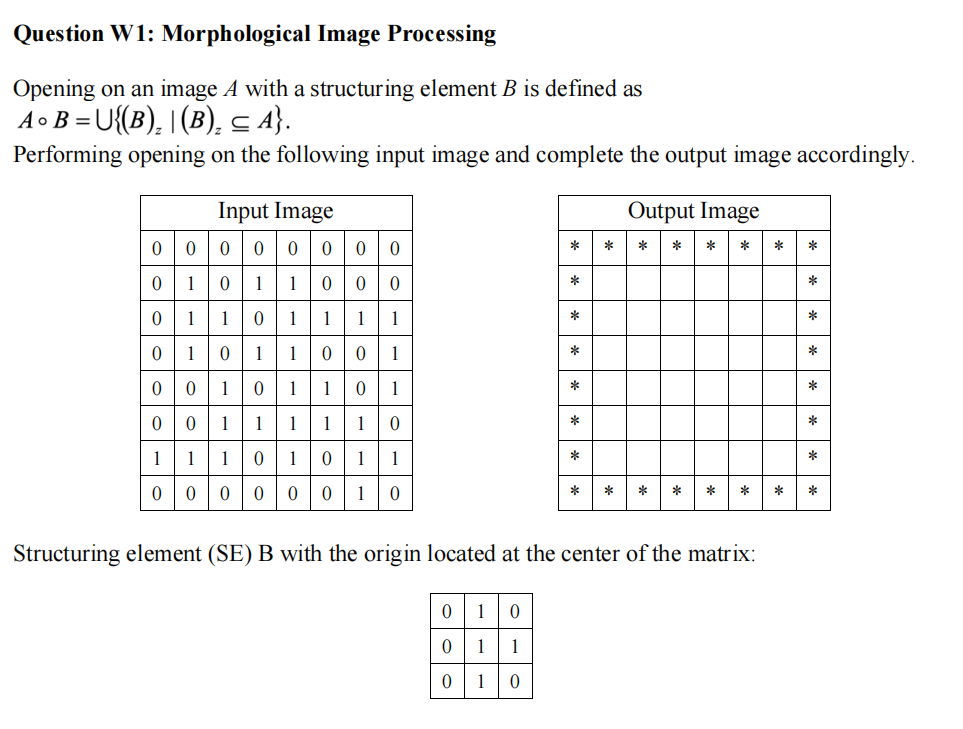 Question W1: Morphological Image Processing
Opening on an image A with a structuring element B is defined as
A ∘ B = ∪{(B)_z | (B)_z ⊆ A}.
Performing opening on the following input image and complete the output image accordingly.
Input Image
0 0 0 0 0 0 0 0
0 1 0 1 1 0 0 0
0 1 1 0 1 1 1 1
0 1 0 1 1 0 0 1
0 0 1 0 1 1 0 1
0 0 1 1 1 1 1 0
1 1 1 0 1 0 1 1
0 0 0 0 0 0 1 0
Output Image
* * * * * * * *
* *
* *
* *
* *
* *
* *
* * * * * * * *
Structuring element (SE) B with the origin located at the center of the matrix:
0 1 0
0 1 1
0 1 0